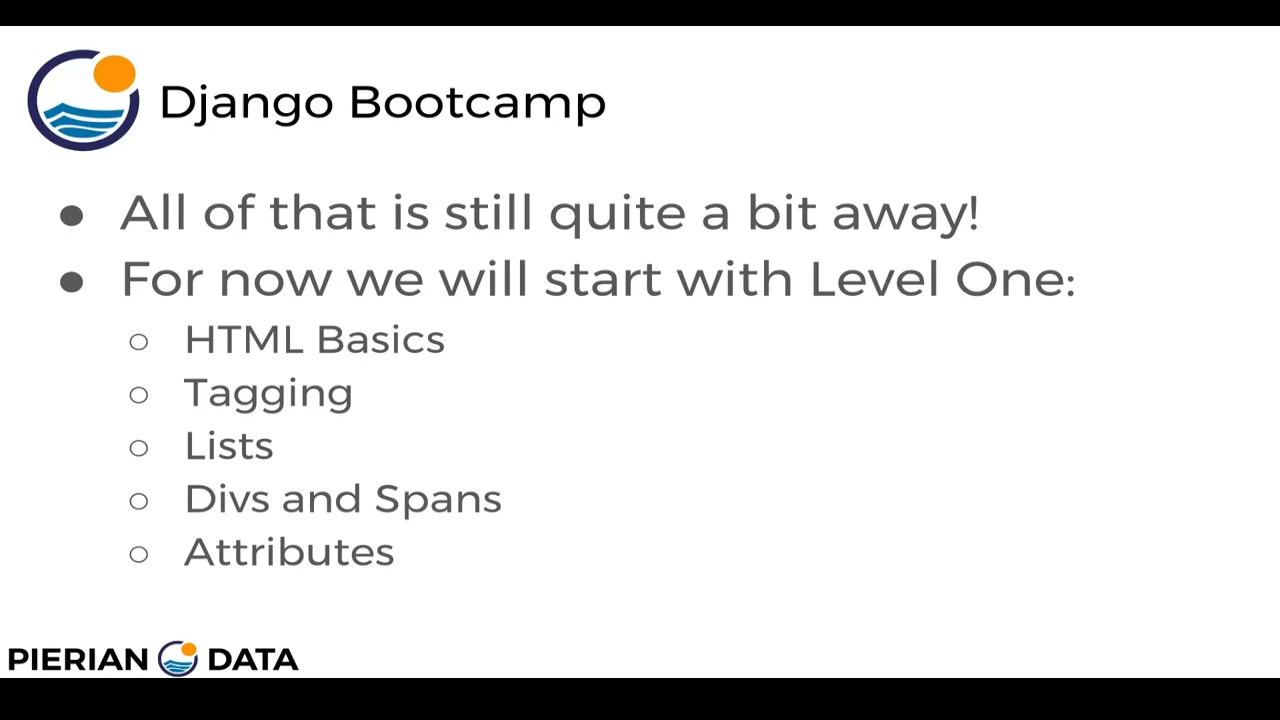 Django Bootcamp
● All of that is still quite a bit away!
● For now we will start with Level One:
○ HTML Basics
○ Tagging
○ Lists
○ Divs and Spans
○ Attributes
PIERIAN DATA